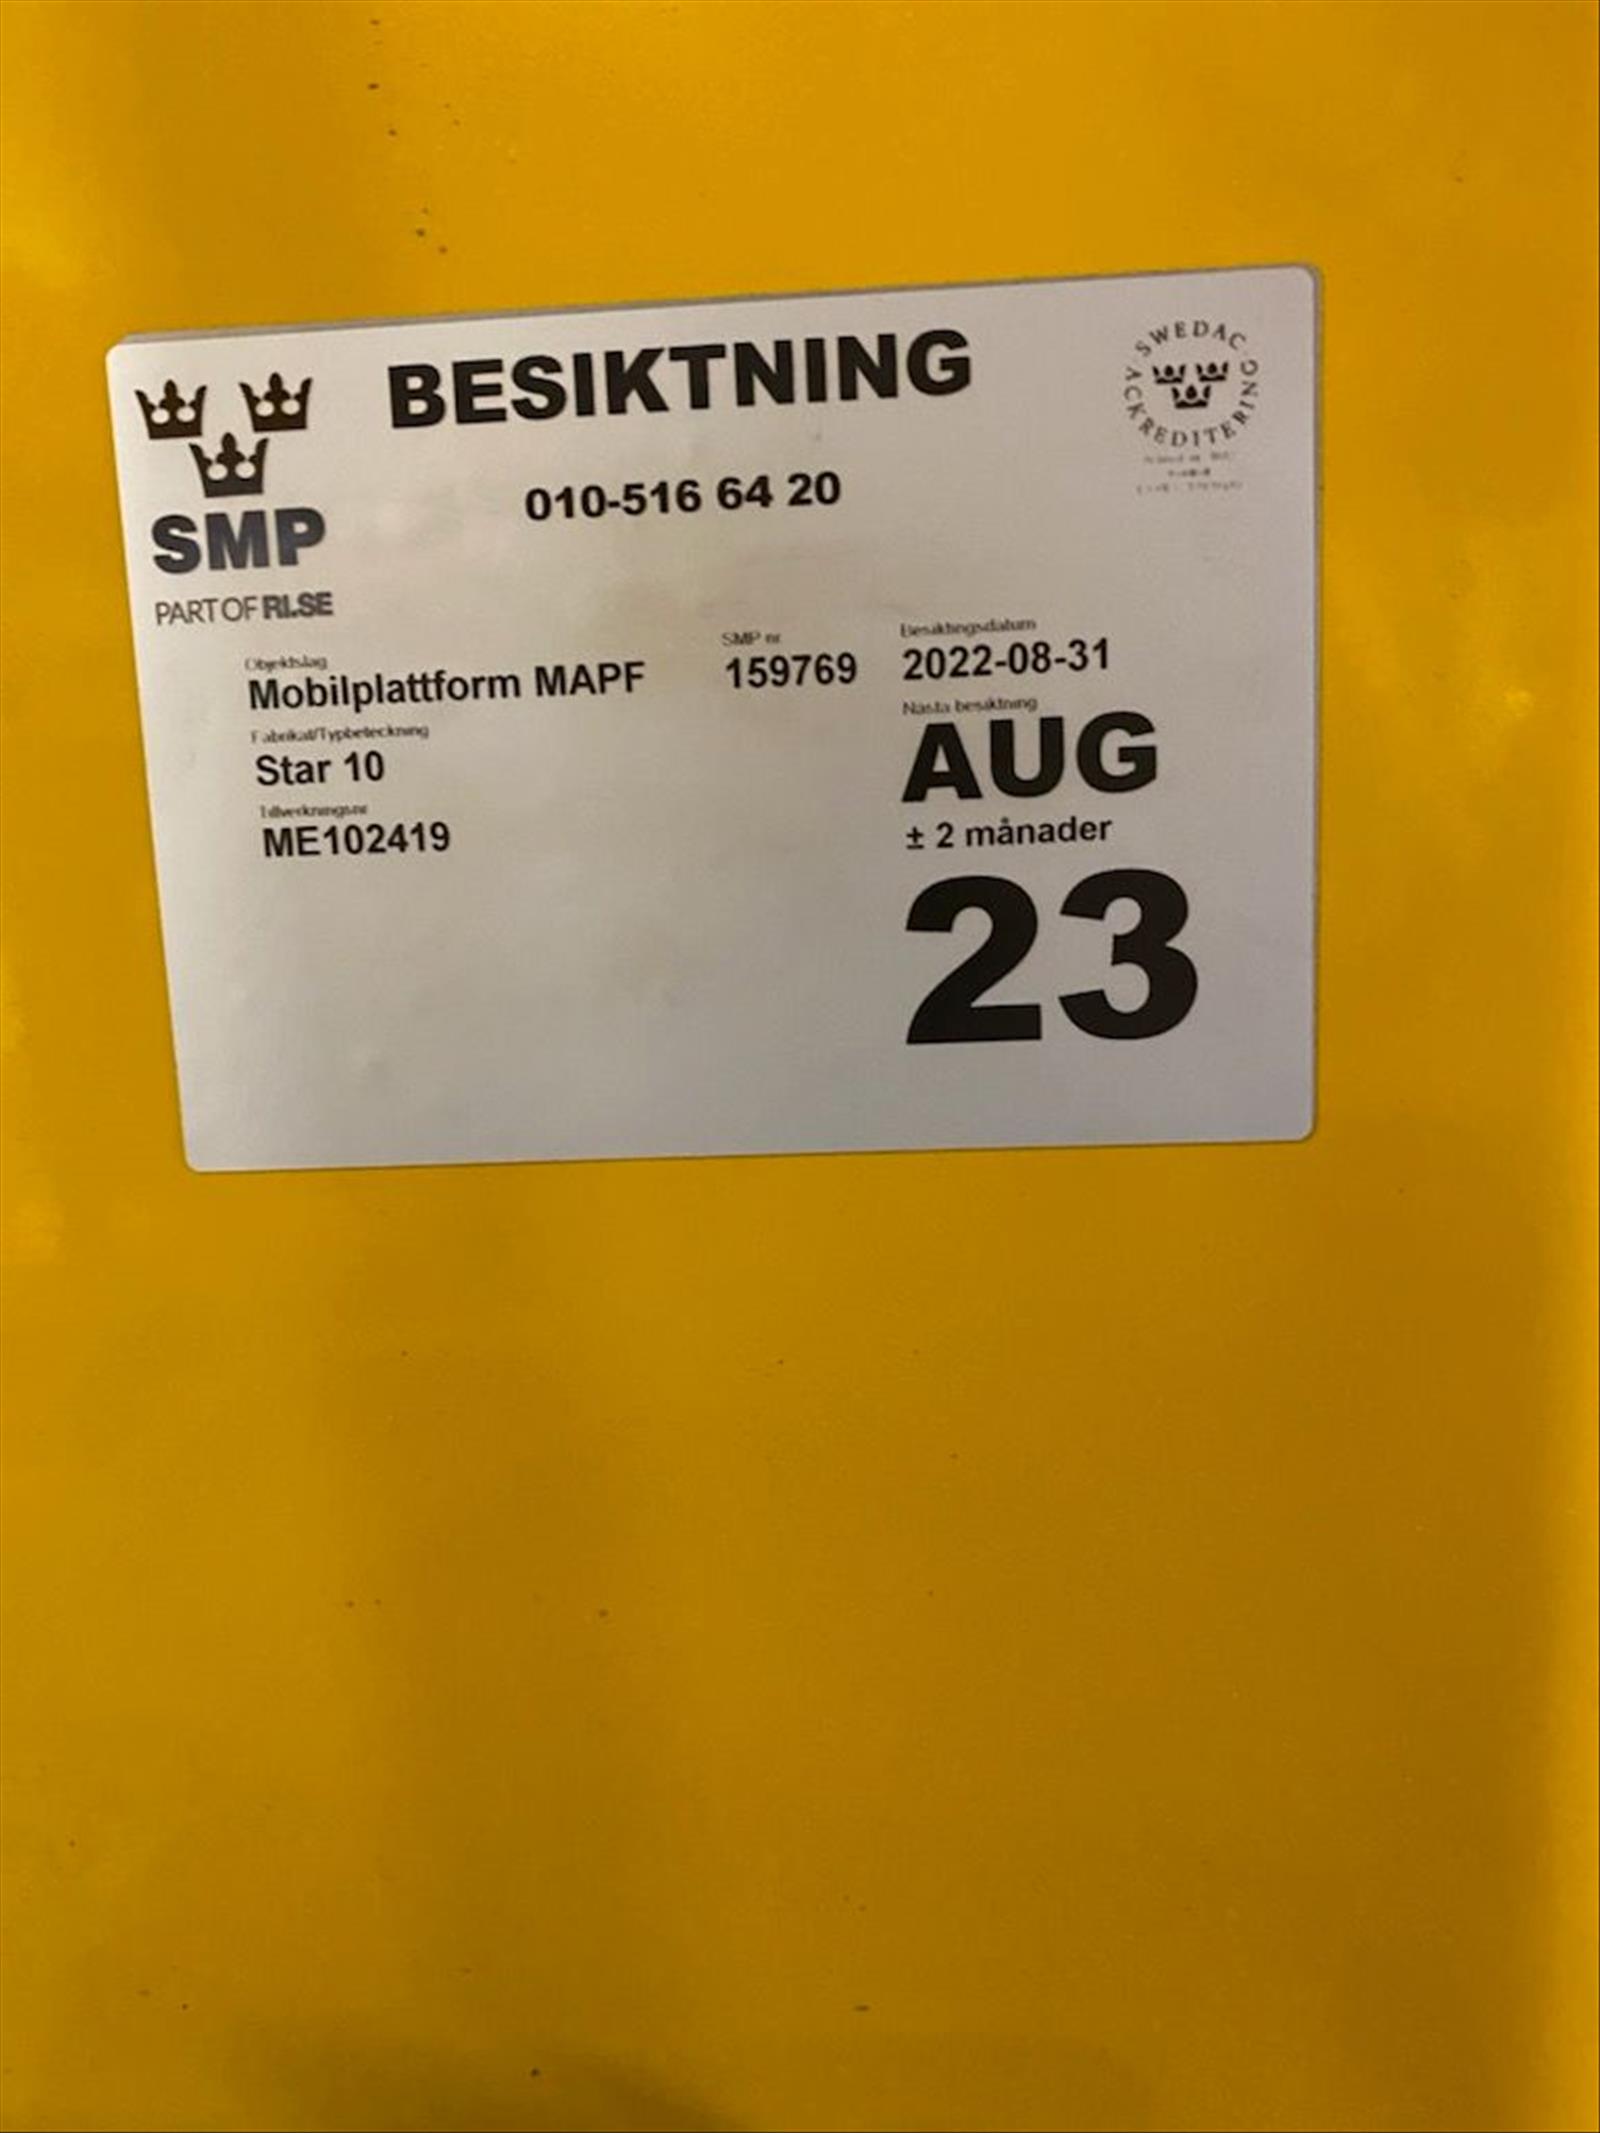 BESIKTNING
SWEDAC ACKREDITERING
010-516 64 20
SMP
PART OF RI.SE
Objektslag
Mobilplattform MAPF
SMP nr
159769
Besiktningsdatum
2022-08-31
Fabrikat/Typbeteckning
Star 10
Nästa besiktning
AUG
± 2 månader
23
Tillverkningsnr
ME102419